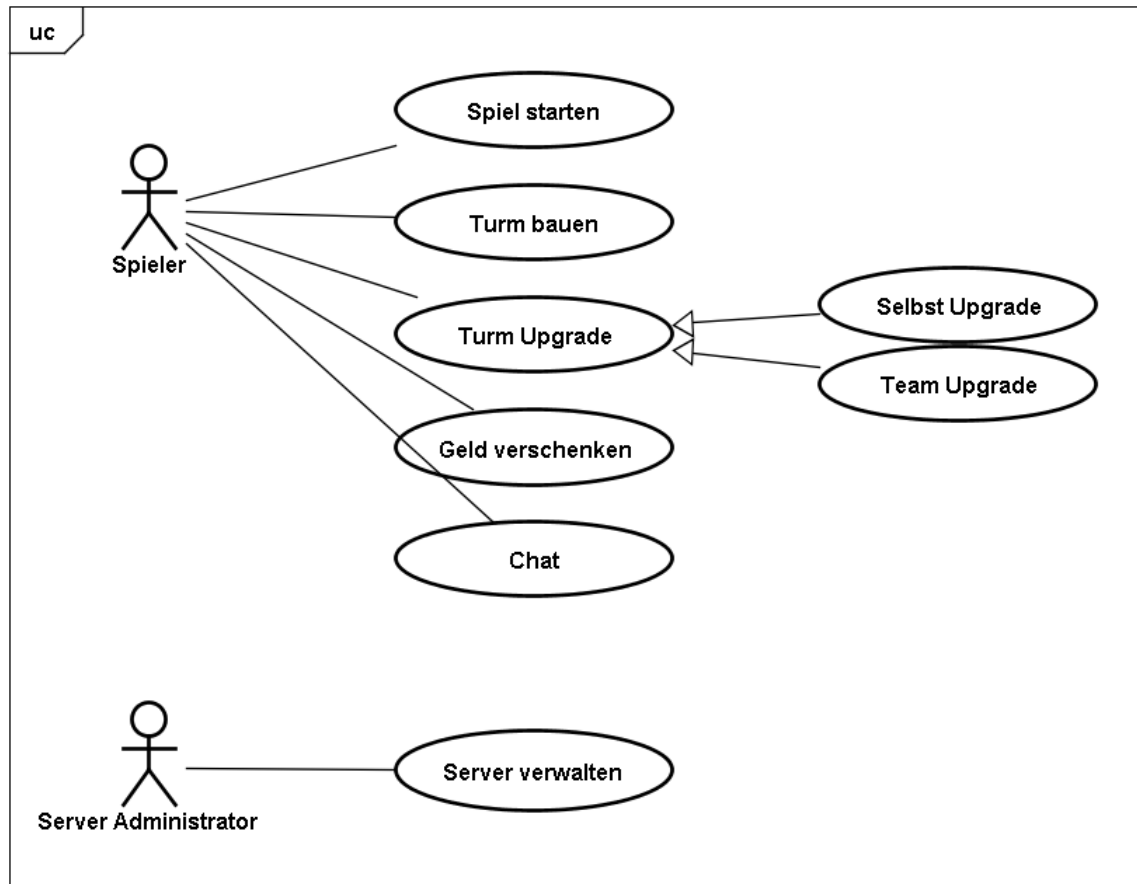 uc
Spiel starten
Turm bauen
Spieler
Turm Upgrade
Selbst Upgrade
Team Upgrade
Geld verschenken
Chat
Server verwalten
Server Administrator